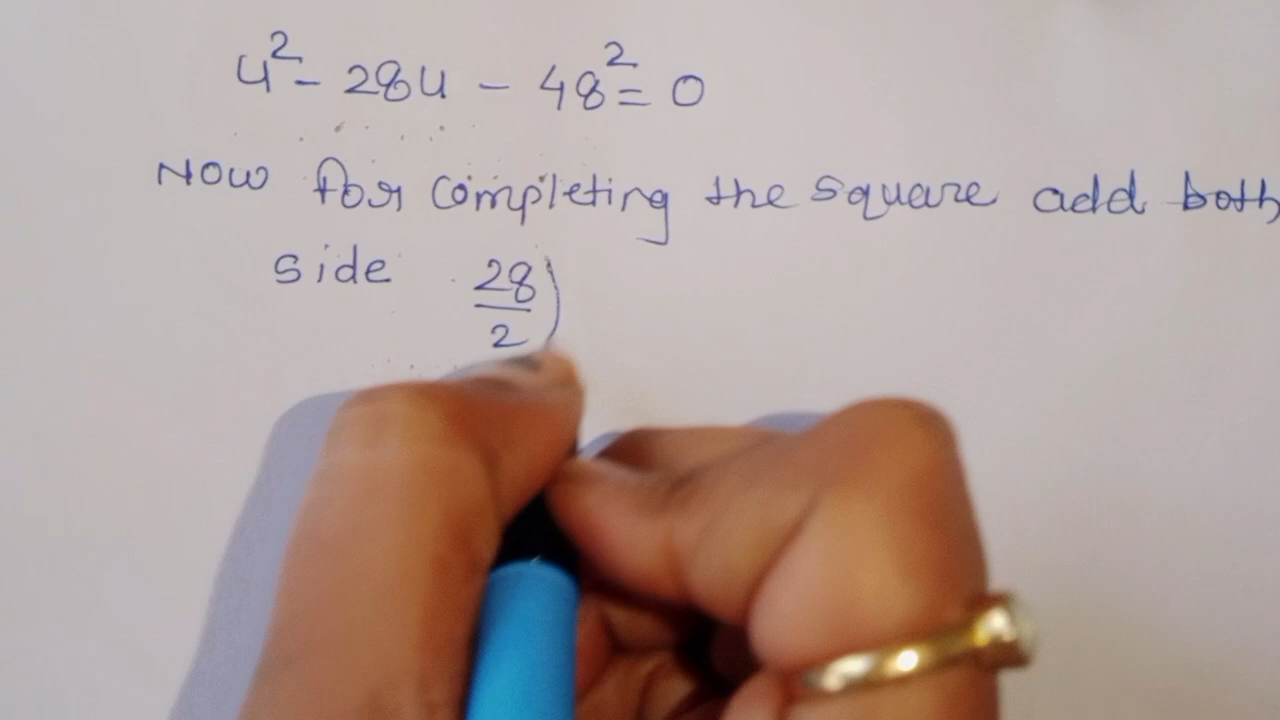 u² - 28u - 48² = 0
Now for completing the square add both
side 28/2)